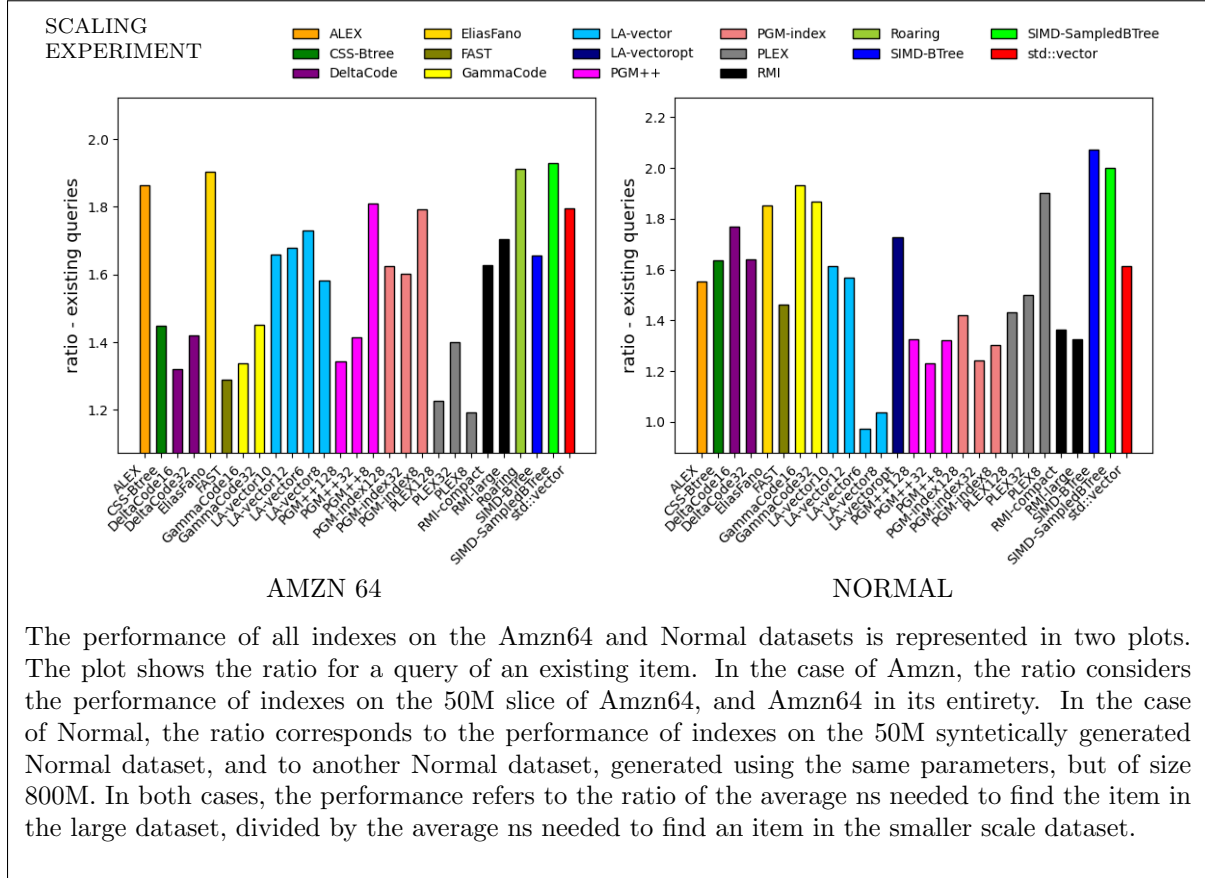 SCALING
EXPERIMENT
ALEX
CSS-Btree
DeltaCode
EliasFano
FAST
GammaCode
LA-vector
LA-vectoropt
PGM++
PGM-index
PLEX
RMI
Roaring
SIMD-BTree
SIMD-SampledBTree
std::vector
ratio - existing queries
2.0
1.8
1.6
1.4
1.2
ALEX
CSS-Btree
DeltaCode16
DeltaCode32
EliasFano
FAST
GammaCode16
GammaCode32
LA-vector10
LA-vector12
LA-vector6
LA-vector8
PGM++128
PGM++32
PGM++8
PGM-index128
PGM-index32
PGM-index8
PLEX128
PLEX32
PLEX8
RMI-compact
RMI-large
Roaring
SIMD-BTree
SIMD-SampledBTree
std::vector
AMZN 64
ratio - existing queries
2.2
2.0
1.8
1.6
1.4
1.2
1.0
ALEX
CSS-Btree
DeltaCode16
DeltaCode32
EliasFano
FAST
GammaCode16
GammaCode32
LA-vector10
LA-vector12
LA-vector6
LA-vector8
LA-vectoropt
PGM++128
PGM++32
PGM++8
PGM-index128
PGM-index32
PGM-index8
PLEX128
PLEX32
PLEX8
RMI-compact
RMI-large
SIMD-BTree
SIMD-SampledBTree
std::vector
NORMAL
The performance of all indexes on the Amzn64 and Normal datasets is represented in two plots.
The plot shows the ratio for a query of an existing item. In the case of Amzn, the ratio considers
the performance of indexes on the 50M slice of Amzn64, and Amzn64 in its entirety. In the case
of Normal, the ratio corresponds to the performance of indexes on the 50M syntetically generated
Normal dataset, and to another Normal dataset, generated using the same parameters, but of size
800M. In both cases, the performance refers to the ratio of the average ns needed to find the item in
the large dataset, divided by the average ns needed to find an item in the smaller scale dataset.